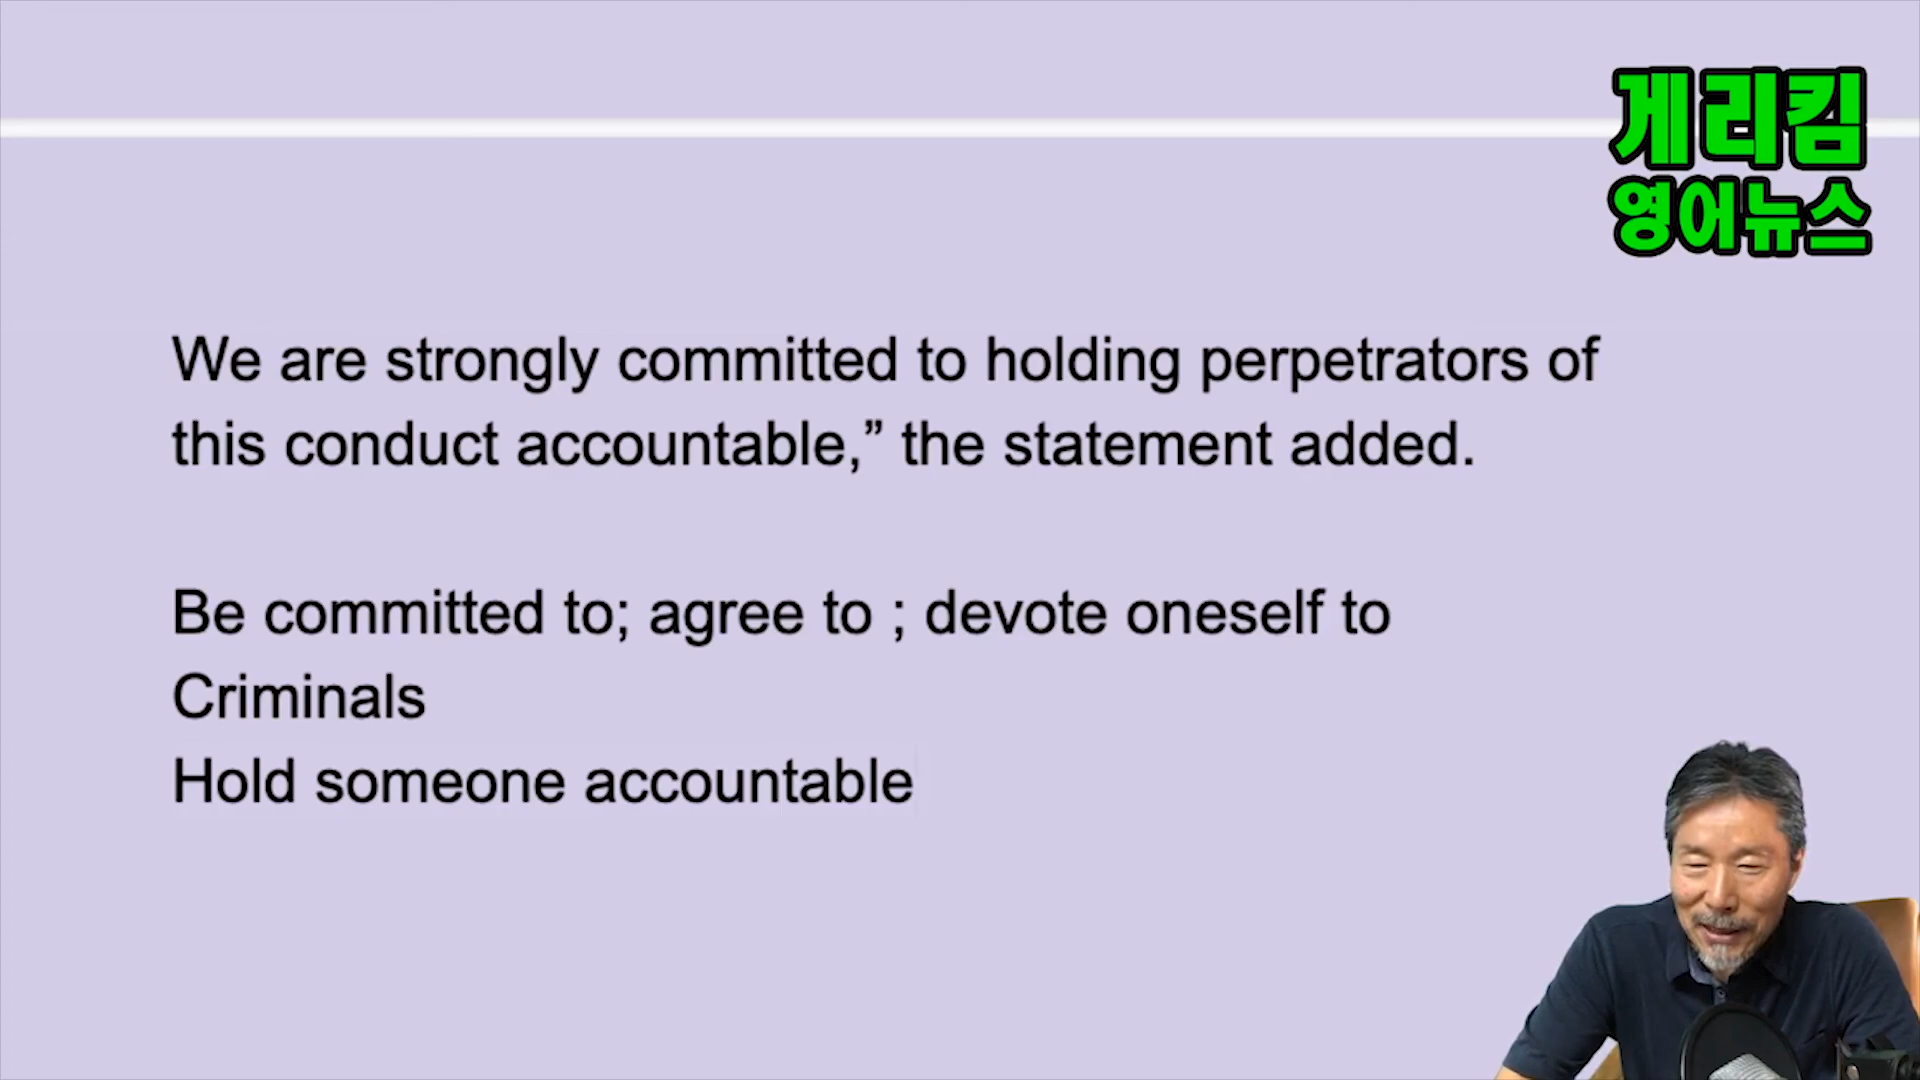 게리킴
영어뉴스
We are strongly committed to holding perpetrators of
this conduct accountable,” the statement added.
Be committed to; agree to ; devote oneself to
Criminals
Hold someone accountable